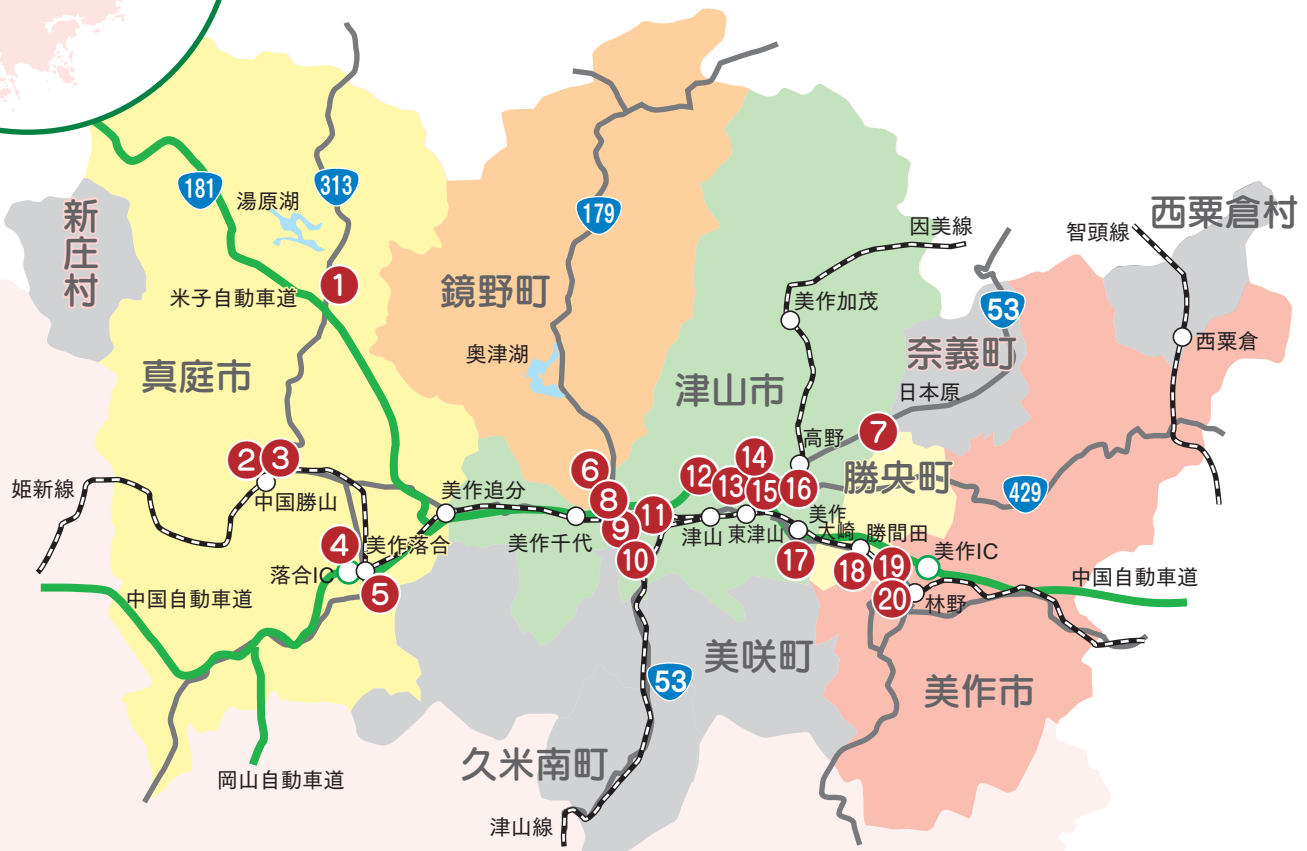 181
湯原湖
313
新庄村
179
西粟倉村
因美線
智頭線
米子自動車道
1
鏡野町
美作加茂
53
奥津湖
奈義町
西粟倉
真庭市
津山市
日本原
2
3
高野
7
中国勝山
姫新線
6
12
14
13
15
16
勝央町
429
美作追分
8
11
9
美作千代
10
津山
東津山
美作
大崎
勝間田
4
美作落合
落合IC
5
17
18
19
美作IC
20
林野
中国自動車道
中国自動車道
美咲町
53
美作市
久米南町
岡山自動車道
津山線